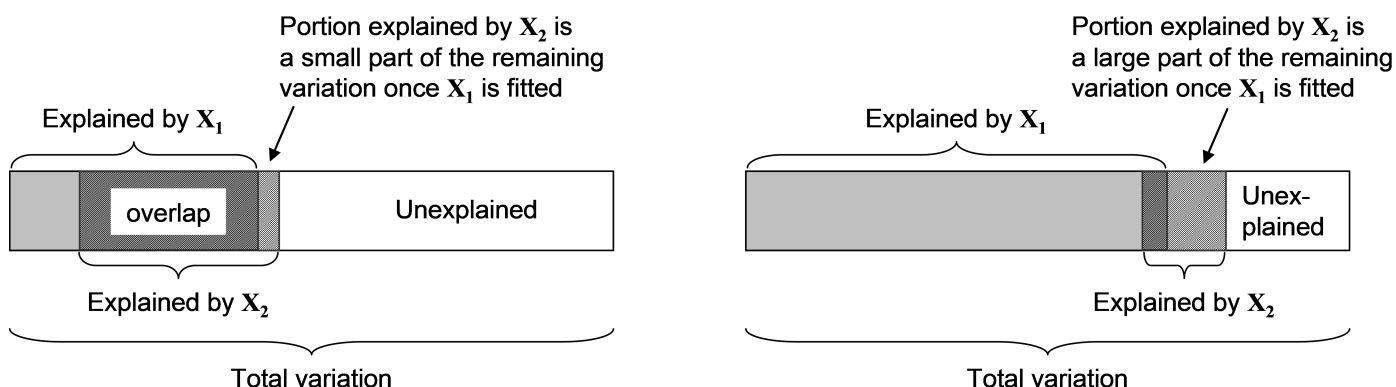 Portion explained by X₂ is
a small part of the remaining
variation once X₁ is fitted
Explained by X₁
overlap
Unexplained
Explained by X₂
Total variation
Portion explained by X₂ is
a large part of the remaining
variation once X₁ is fitted
Explained by X₁
Unex-
plained
Explained by X₂
Total variation